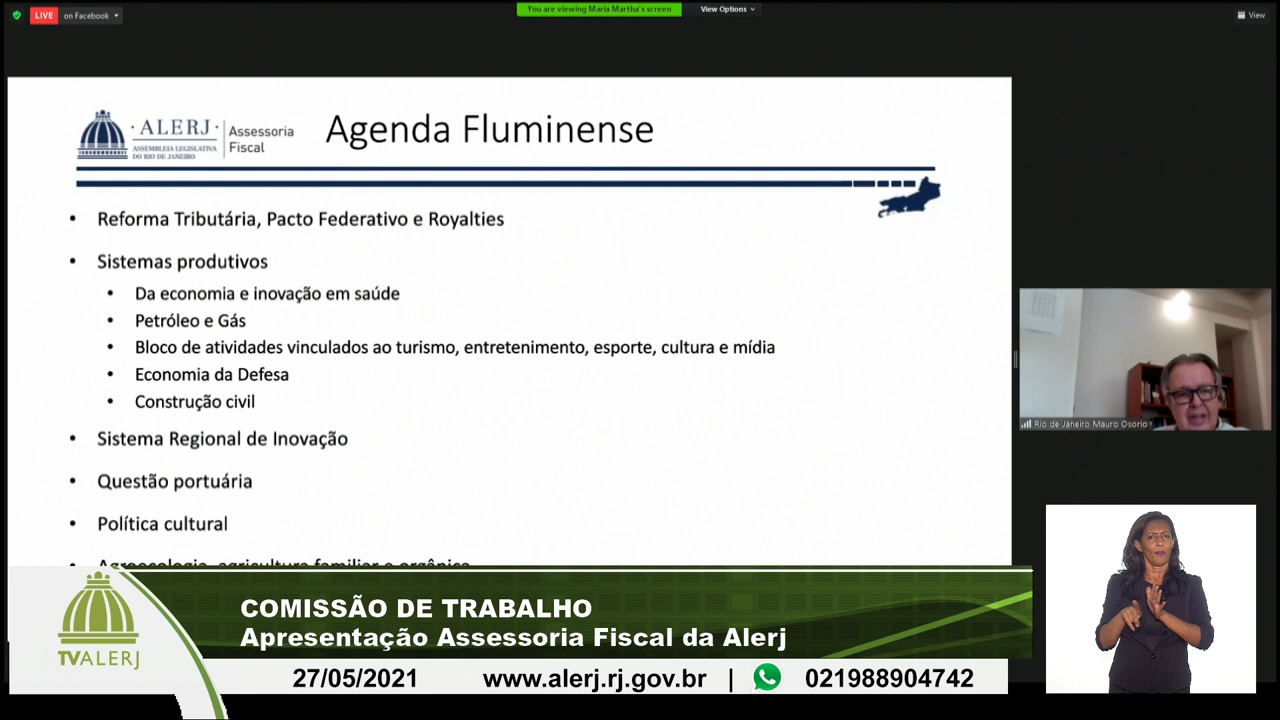 LIVE on Facebook
You are viewing Maria Martha's screen
View Options
View
· ALERJ ·
ASSEMBLEIA LEGISLATIVA
DO RIO DE JANEIRO
Assessoria
Fiscal
Agenda Fluminense
• Reforma Tributária, Pacto Federativo e Royalties
• Sistemas produtivos
• Da economia e inovação em saúde
• Petróleo e Gás
• Bloco de atividades vinculados ao turismo, entretenimento, esporte, cultura e mídia
• Economia da Defesa
• Construção civil
• Sistema Regional de Inovação
• Questão portuária
• Política cultural
• Agroecologia, agricultura familiar e orgânica
Rio de Janeiro Mauro Osorio
COMISSÃO DE TRABALHO
Apresentação Assessoria Fiscal da Alerj
TVALERJ
27/05/2021 www.alerj.rj.gov.br | 021988904742